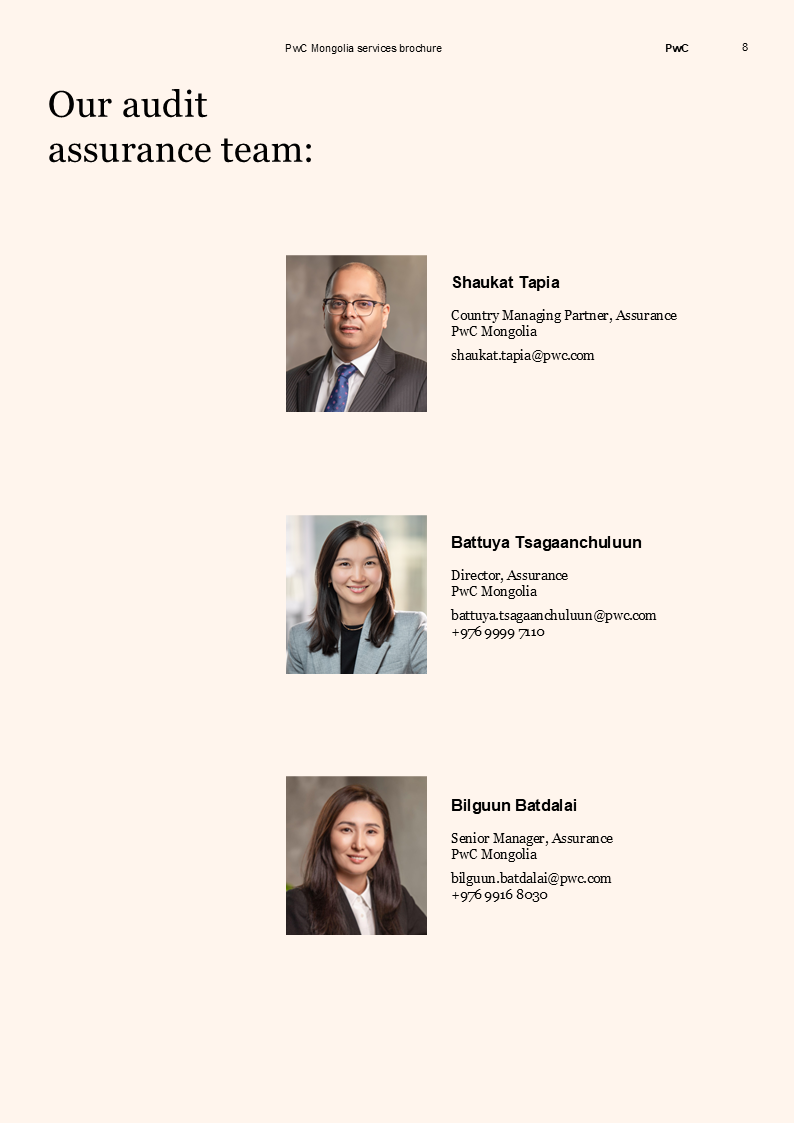 PwC Mongolia services brochure PwC 8
Our audit
assurance team:
Shaukat Tapia
Country Managing Partner, Assurance
PwC Mongolia
shaukat.tapia@pwc.com
Battuya Tsagaanchuluun
Director, Assurance
PwC Mongolia
battuya.tsagaanchuluun@pwc.com
+976 9999 7110
Bilguun Batdalai
Senior Manager, Assurance
PwC Mongolia
bilguun.batdalai@pwc.com
+976 9916 8030